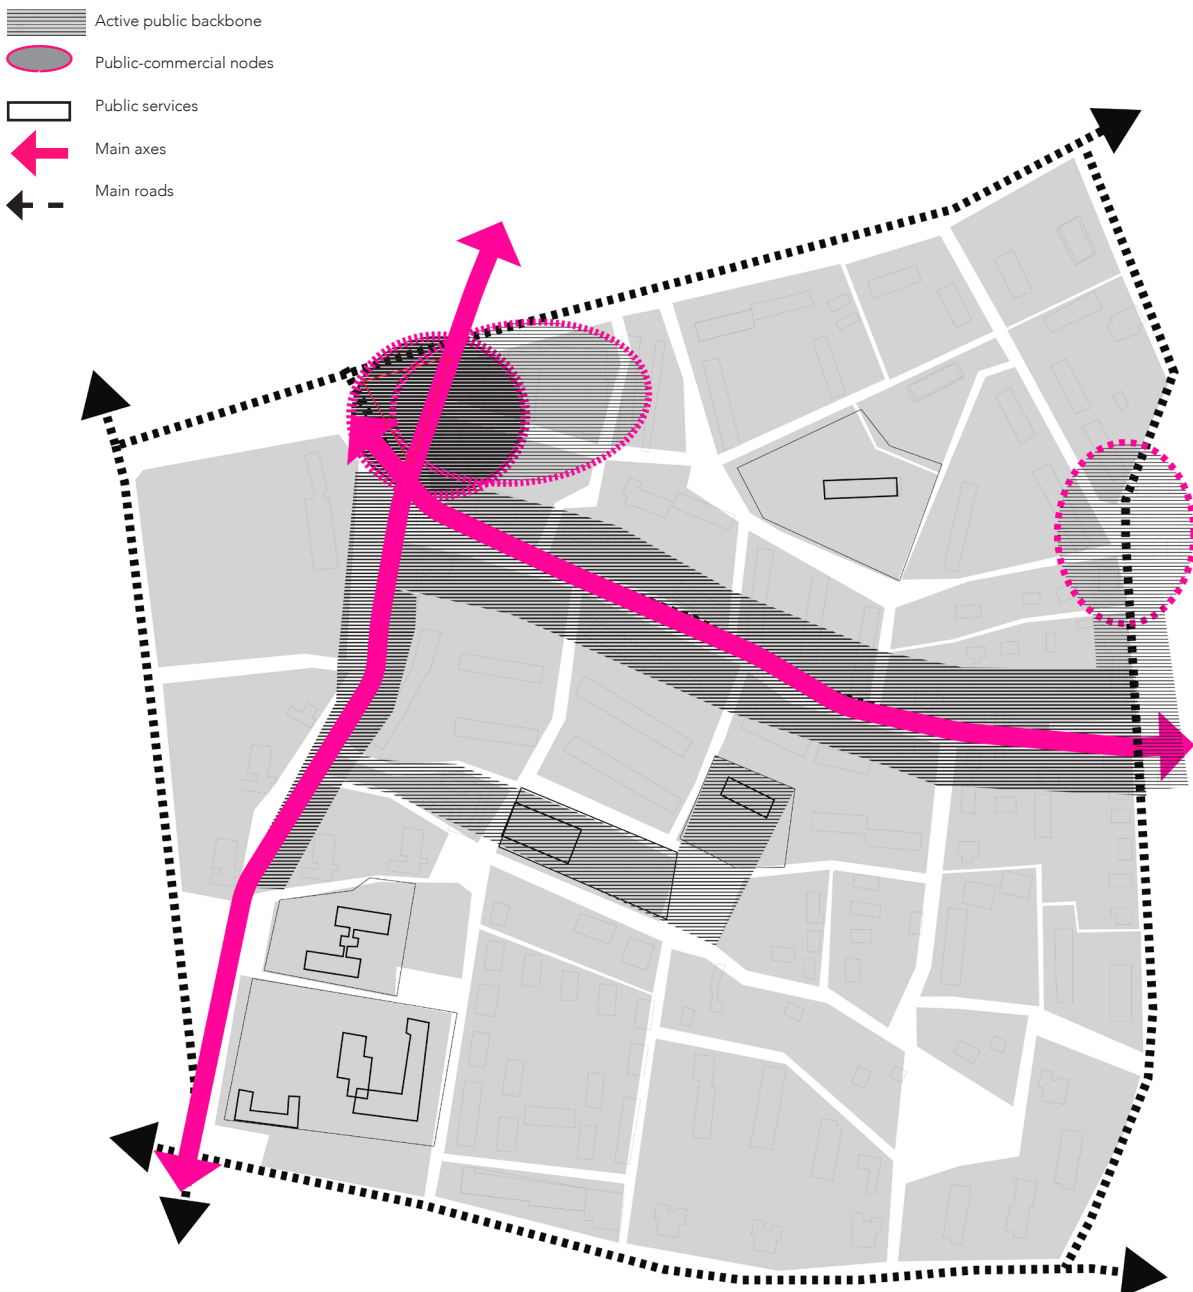 Active public backbone
Public-commercial nodes
Public services
Main axes
Main roads